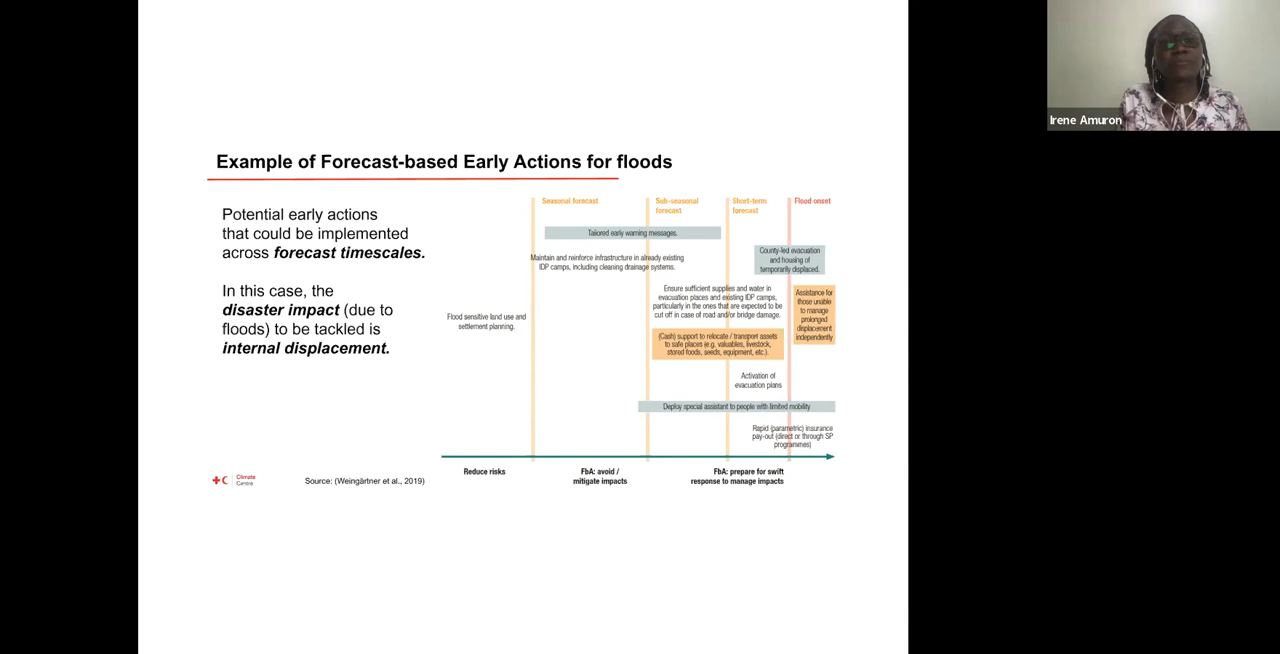 Irene Amuron
Example of Forecast-based Early Actions for floods
Potential early actions
that could be implemented
across forecast timescales.
In this case, the
disaster impact (due to
floods) to be tackled is
internal displacement.
Seasonal forecast
Sub-seasonal
forecast
Short-term
forecast
Flood onset
Tailored early warning messages.
Maintain and reinforce infrastructure in already existing
IDP camps, including cleaning drainage systems.
County-led evacuation
and housing of
temporarily displaced.
Ensure sufficient supplies and water in
evacuation places and existing IDP camps,
particularly in the ones that are expected to be
cut off in case of road and/or bridge damage.
Assistance for
those unable
to manage
prolonged
displacement
independently
Flood sensitive land use and
settlement planning.
(Cash) support to relocate / transport assets
to safe places (e.g, valuables, livestock,
stored foods, seeds, equipment, etc.).
Activation of
evacuation plans
Deploy special assistant to people with limited mobility
Rapid (parametric) insurance
pay-out (direct or through SP
programmes)
Reduce risks
FbA: avoid /
mitigate impacts
FbA: prepare for swift
response to manage impacts
Climate
Centre
Source: (Weingärtner et al., 2019)